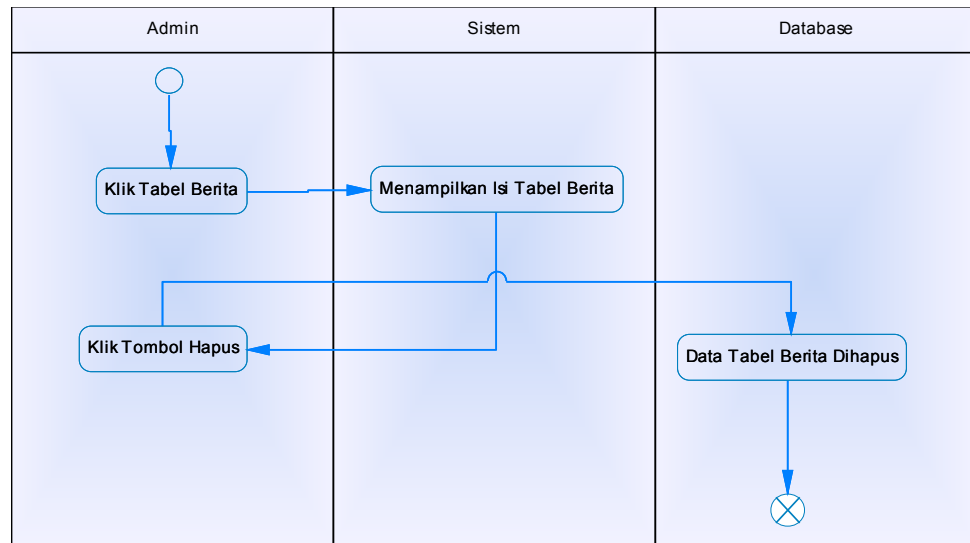 Admin
Sistem
Database
Klik Tabel Berita
Menampilkan Isi Tabel Berita
Klik Tombol Hapus
Data Tabel Berita Dihapus